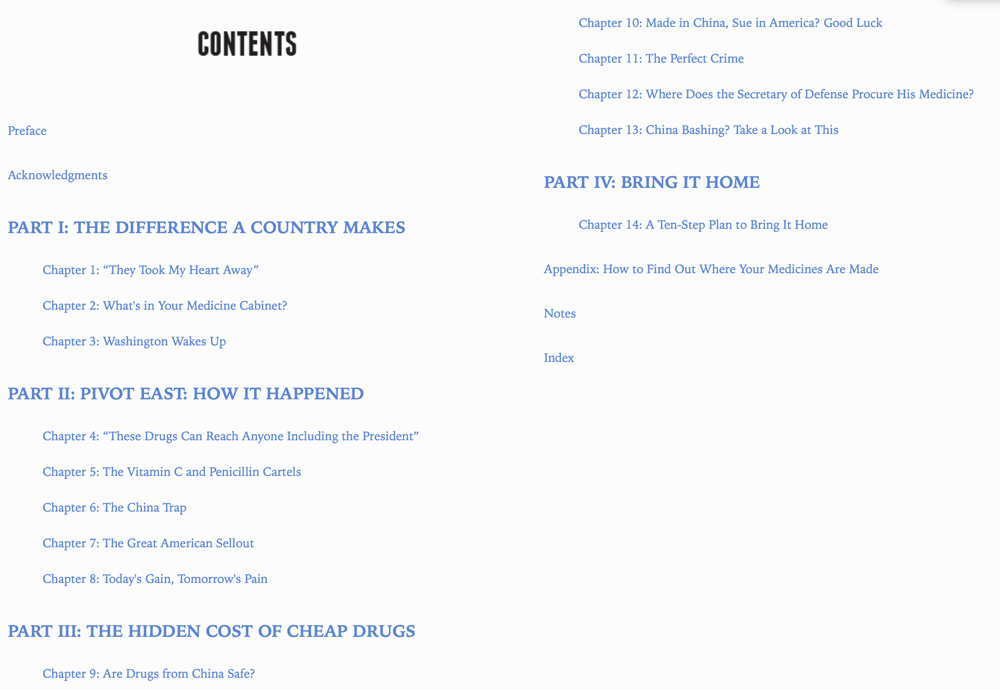 CONTENTS
Preface
Acknowledgments
PART I: THE DIFFERENCE A COUNTRY MAKES
Chapter 1: “They Took My Heart Away”
Chapter 2: What's in Your Medicine Cabinet?
Chapter 3: Washington Wakes Up
PART II: PIVOT EAST: HOW IT HAPPENED
Chapter 4: “These Drugs Can Reach Anyone Including the President”
Chapter 5: The Vitamin C and Penicillin Cartels
Chapter 6: The China Trap
Chapter 7: The Great American Sellout
Chapter 8: Today's Gain, Tomorrow's Pain
PART III: THE HIDDEN COST OF CHEAP DRUGS
Chapter 9: Are Drugs from China Safe?
Chapter 10: Made in China, Sue in America? Good Luck
Chapter 11: The Perfect Crime
Chapter 12: Where Does the Secretary of Defense Procure His Medicine?
Chapter 13: China Bashing? Take a Look at This
PART IV: BRING IT HOME
Chapter 14: A Ten-Step Plan to Bring It Home
Appendix: How to Find Out Where Your Medicines Are Made
Notes
Index